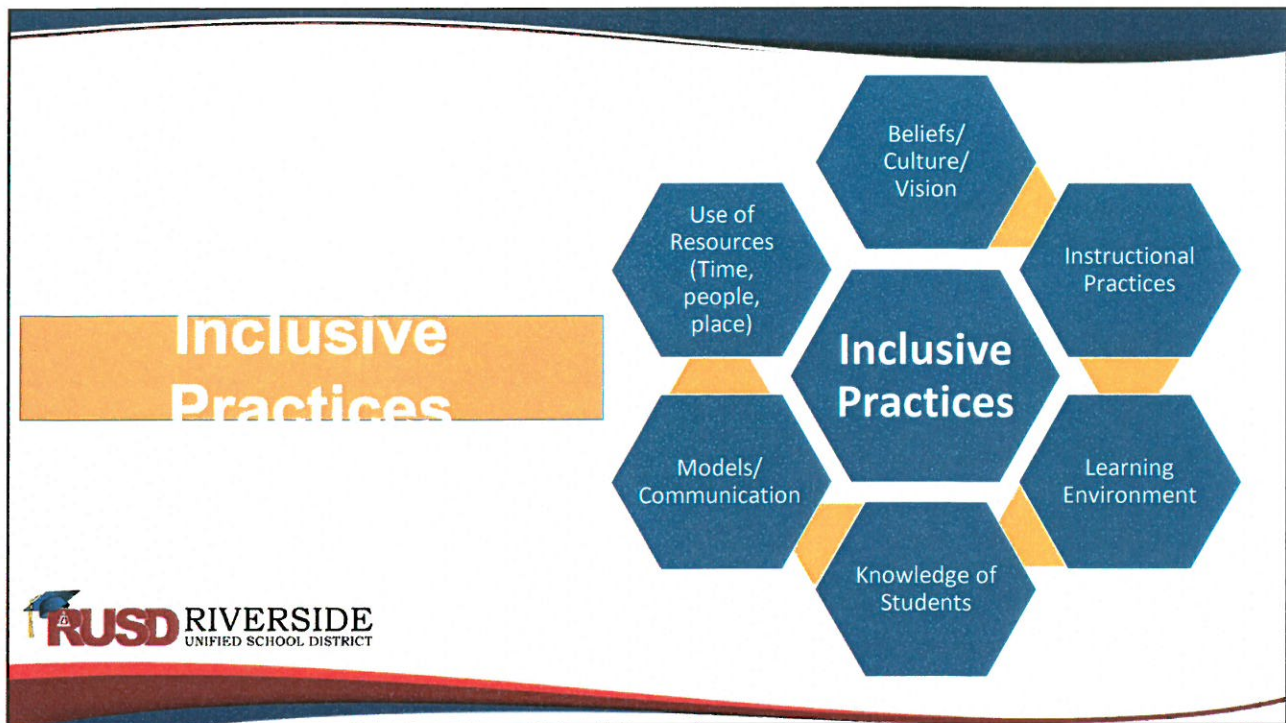 Inclusive
Practices
Beliefs/
Culture/
Vision
Instructional
Practices
Learning
Environment
Knowledge of
Students
Models/
Communication
Use of
Resources
(Time,
people,
place)
Inclusive
Practices
RUSD RIVERSIDE
UNIFIED SCHOOL DISTRICT